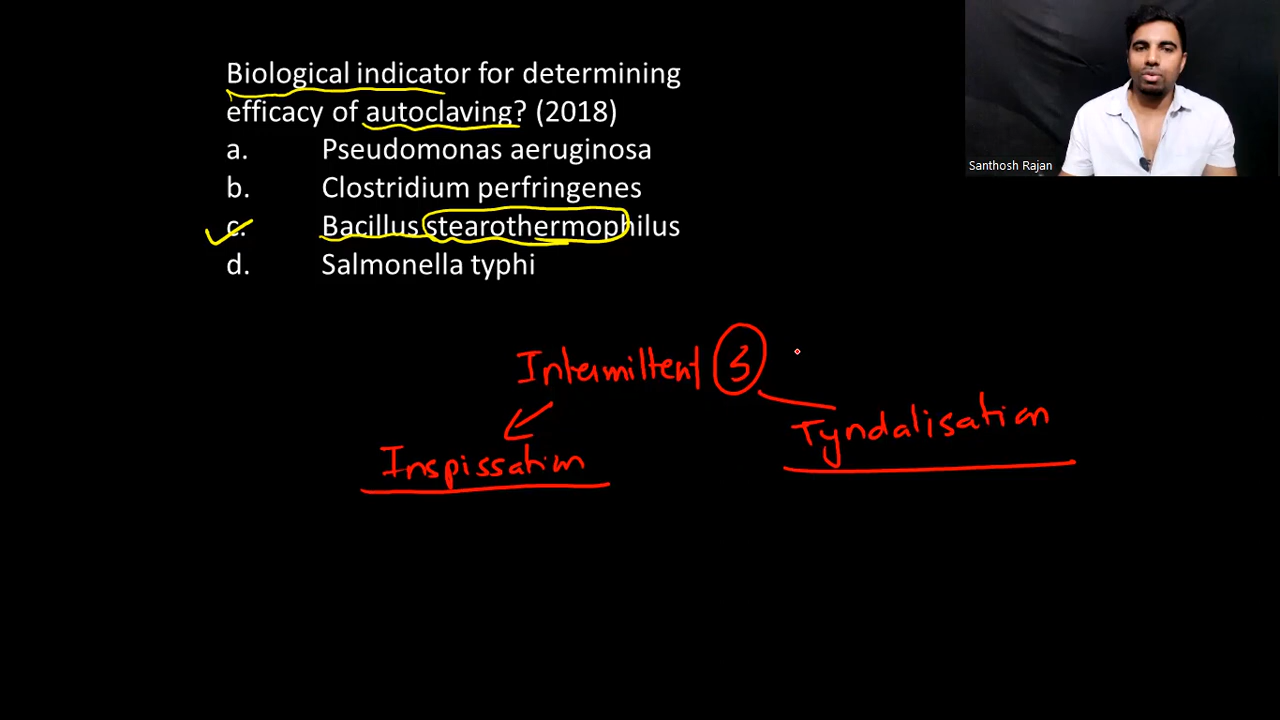 Biological indicator for determining
efficacy of autoclaving? (2018)
a. Pseudomonas aeruginosa
b. Clostridium perfringenes
c. Bacillus stearothermophilus
d. Salmonella typhi
Santhosh Rajan
Intermittent S
Tyndalisation
Inspissation